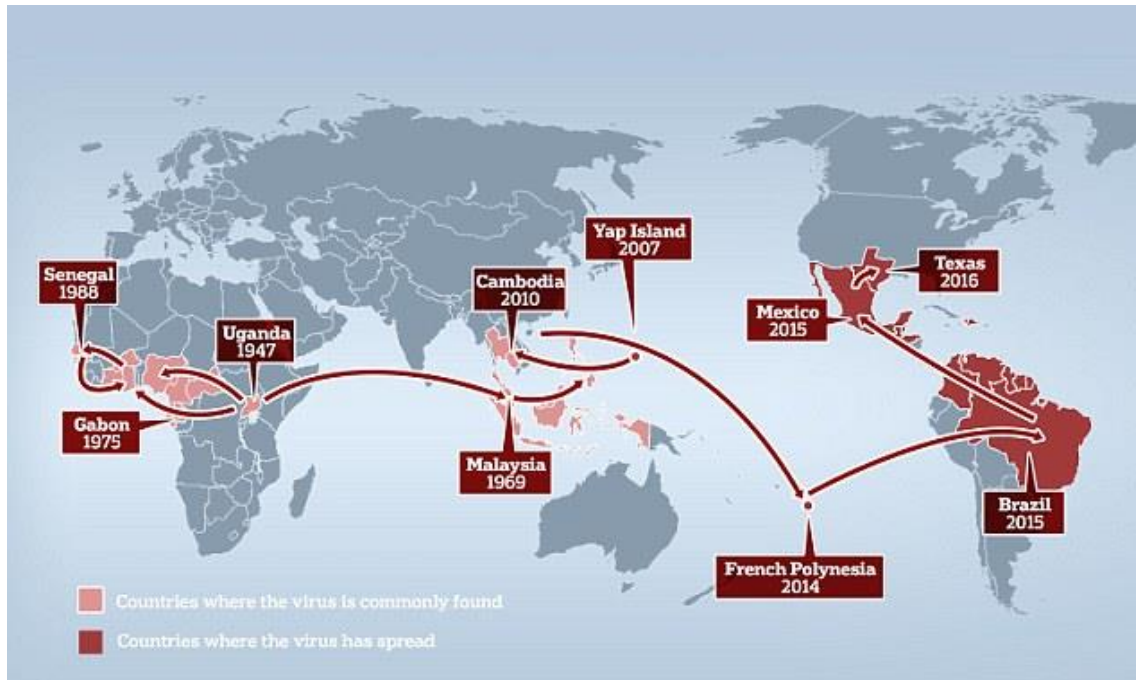 Yap Island
2007
Senegal
1988
Cambodia
2010
Texas
2016
Mexico
2015
Uganda
1947
Gabon
1975
Malaysia
1969
Brazil
2015
French Polynesia
2014
Countries where the virus is commonly found
Countries where the virus has spread